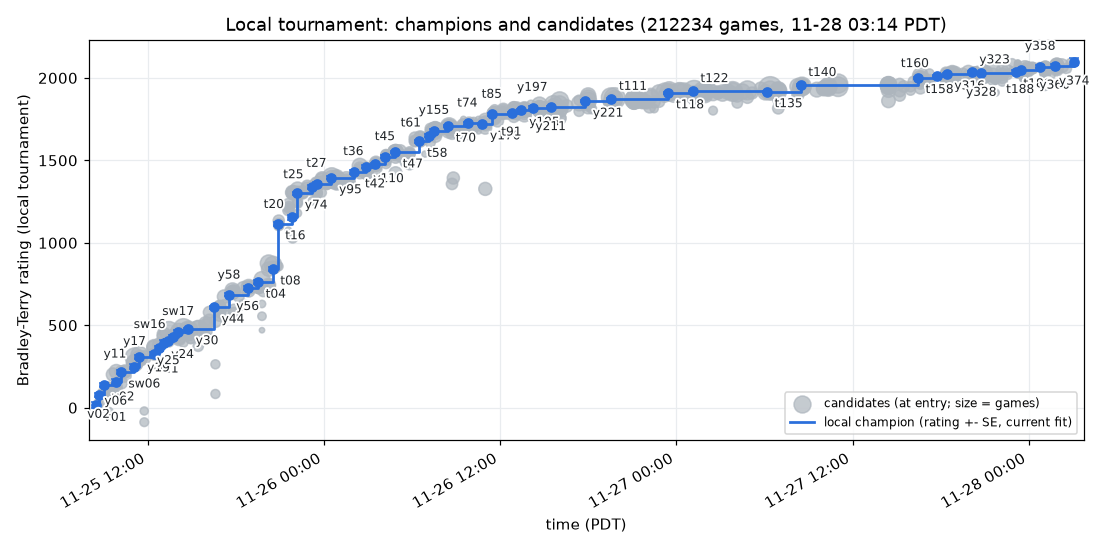 Local tournament: champions and candidates (212234 games, 11-28 03:14 PDT)
Bradley-Terry rating (local tournament)
2000
1500
1000
500
0
y358
y323
t160
t140
t122
t111
y374
t158
y328
t188
t135
t118
y221
y197
t85
t74
y155
y211
t91
t70
t61
t58
t45
t47
t36
y110
t42
t27
y95
t25
y74
t20
t16
t08
y58
t04
y56
y44
sw17
sw16
y30
y17
y24
y25
y11
sw06
y06
v02
candidates (at entry; size = games)
local champion (rating +- SE, current fit)
11-25 12:00
11-26 00:00
11-26 12:00
11-27 00:00
11-27 12:00
11-28 00:00
time (PDT)